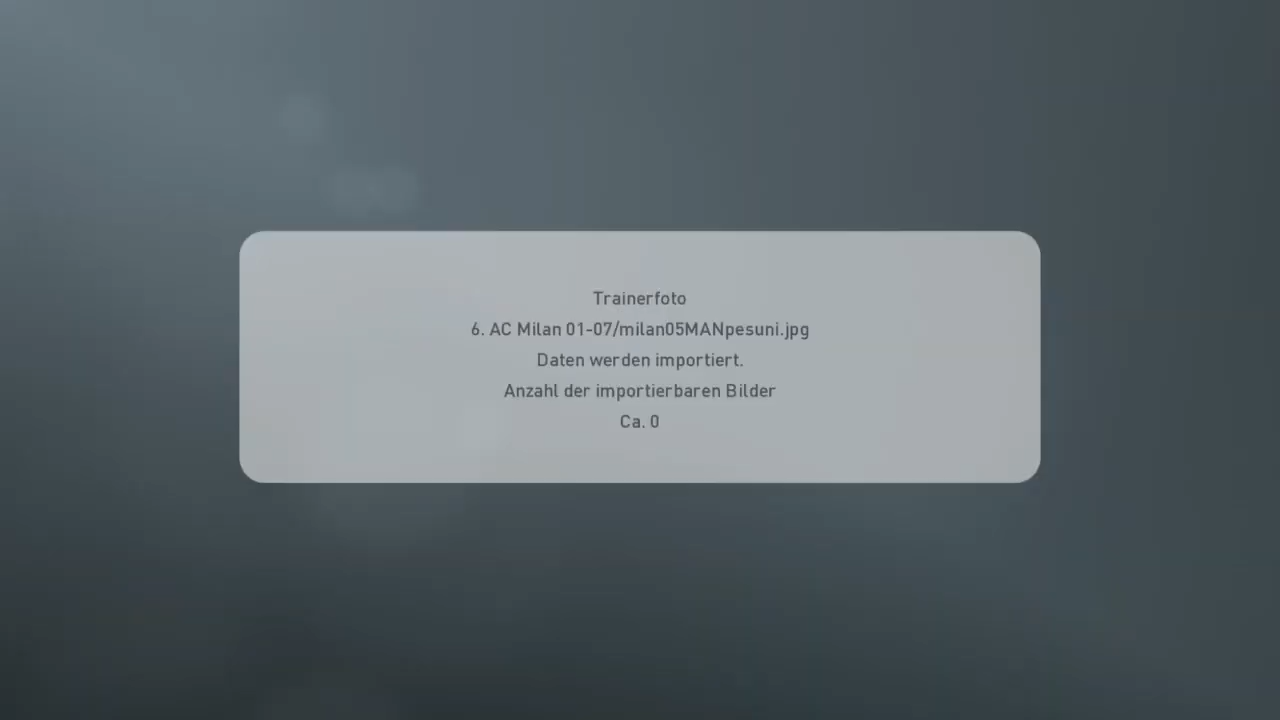 Trainerfoto
6. AC Milan 01-07/milan05MANpesuni.jpg
Daten werden importiert.
Anzahl der importierbaren Bilder
Ca. 0